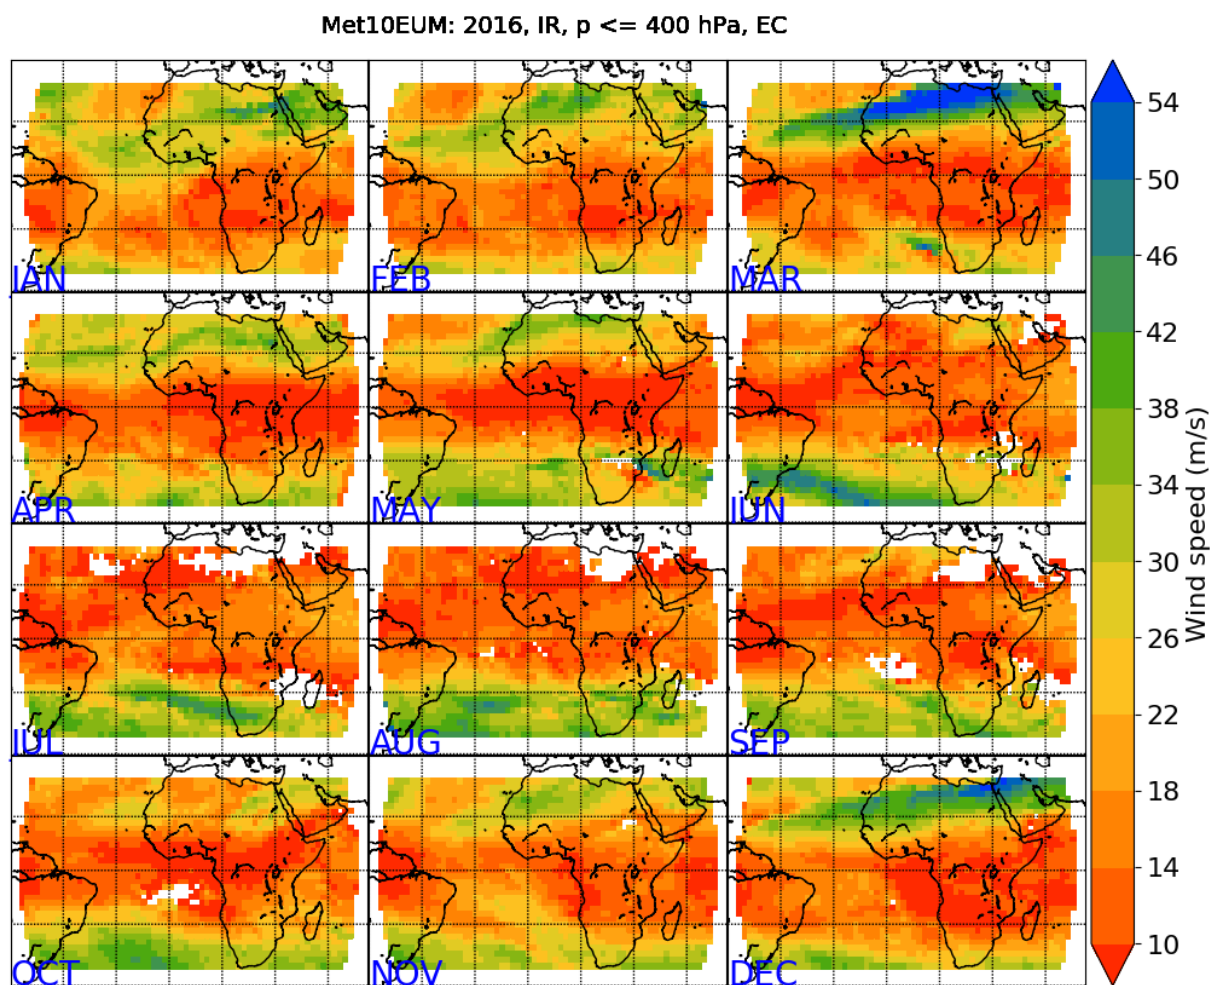 Met10EUM: 2016, IR, p <= 400 hPa, EC
JAN
FEB
MAR
APR
MAY
JUN
JUL
AUG
SEP
OCT
NOV
DEC
54
50
46
42
38
34
30
26
22
18
14
10
Wind speed (m/s)